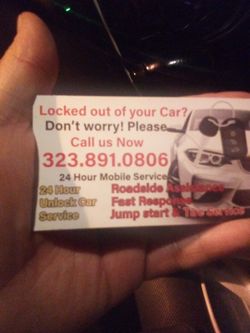 Locked out of your Car?
Don't worry! Please
Call us Now
323.891.0806
24 Hour Mobile Service
24 Hour
Unlock Car
Service
Roadside Assistance
Fast Response
Jump start & Tire Service